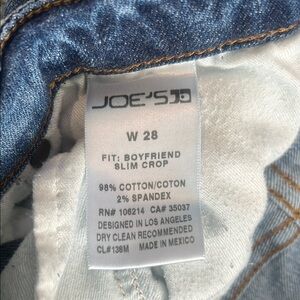 JOE'S
W 28
FIT: BOYFRIEND
SLIM CROP
98% COTTON/COTON
2% SPANDEX
RN# 106214 CA# 35037
DESIGNED IN LOS ANGELES
DRY CLEAN RECOMMENDED
CL#138M MADE IN MEXICO